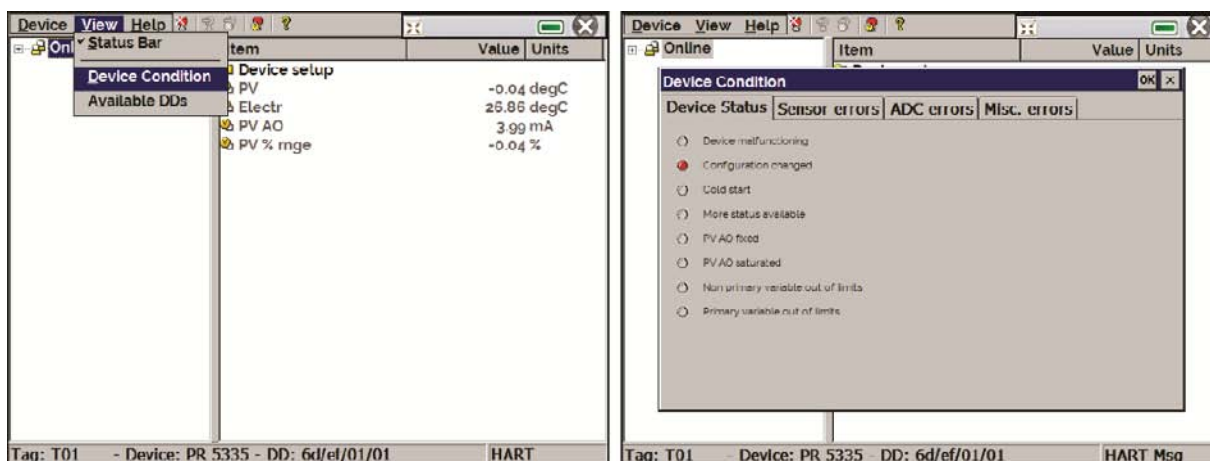 Device View Help
Status Bar
Device Condition
Available DDs
Onl
tem
Value Units
Device setup
PV -0.04 degC
Electr 26.86 degC
PV AO 3.99 mA
PV % rnge -0.04 %
Tag: T01 - Device: PR 5335 - DD: 6d/ef/01/01 HART
Device View Help
Online
Item
Value Units
Device Condition
OK
Device Status Sensor errors ADC errors Misc. errors
Device malfunctioning
Configuration changed
Cold start
More status available
PV AO fixed
PV AO saturated
Non primary variable out of limits
Primary variable out of limits
Tag: T01 - Device: PR 5335 - DD: 6d/ef/01/01 HART Msg